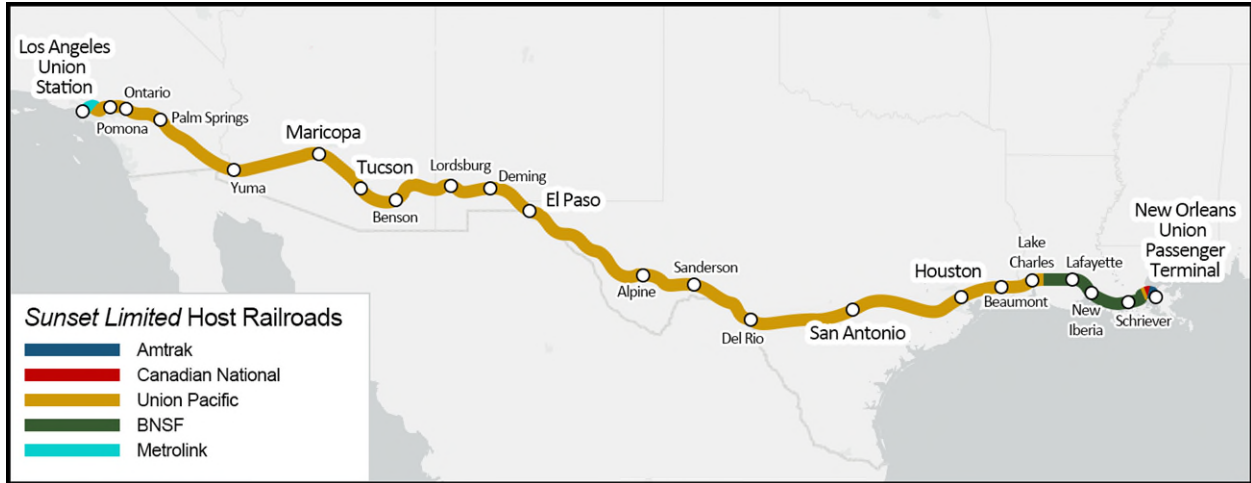 Los Angeles
Union
Station
Ontario
Pomona
Palm Springs
Yuma
Maricopa
Tucson
Benson
Lordsburg
Deming
El Paso
Alpine
Sanderson
Del Rio
San Antonio
Houston
Beaumont
Lake
Charles
Lafayette
New
Iberia
Schriever
New Orleans
Union
Passenger
Terminal
Sunset Limited Host Railroads
Amtrak
Canadian National
Union Pacific
BNSF
Metrolink